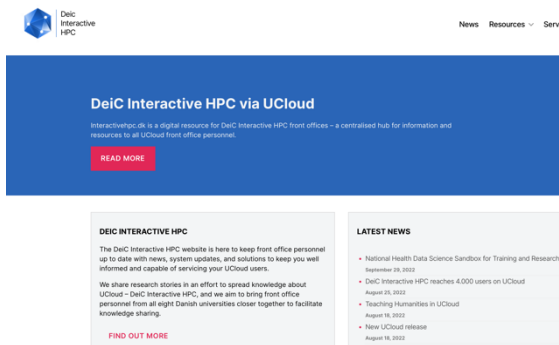 Deic
Interactive
HPC
News Resources Serv
DeiC Interactive HPC via UCloud
Interactivehpc.dk is a digital resource for DeiC Interactive HPC front offices – a centralised hub for information and
resources to all UCloud front office personnel.
READ MORE
DEIC INTERACTIVE HPC
The DeiC Interactive HPC website is here to keep front office personnel
up to date with news, system updates, and solutions to keep you well
informed and capable of servicing your UCloud users.
We share research stories in an effort to spread knowledge about
UCloud – DeiC Interactive HPC, and we aim to bring front office
personnel from all eight Danish universities closer together to facilitate
knowledge sharing.
FIND OUT MORE
LATEST NEWS
National Health Data Science Sandbox for Training and Research
September 29, 2022
DeiC Interactive HPC reaches 4.000 users on UCloud
August 25, 2022
Teaching Humanities in UCloud
August 19, 2022
New UCloud release
August 19, 2022